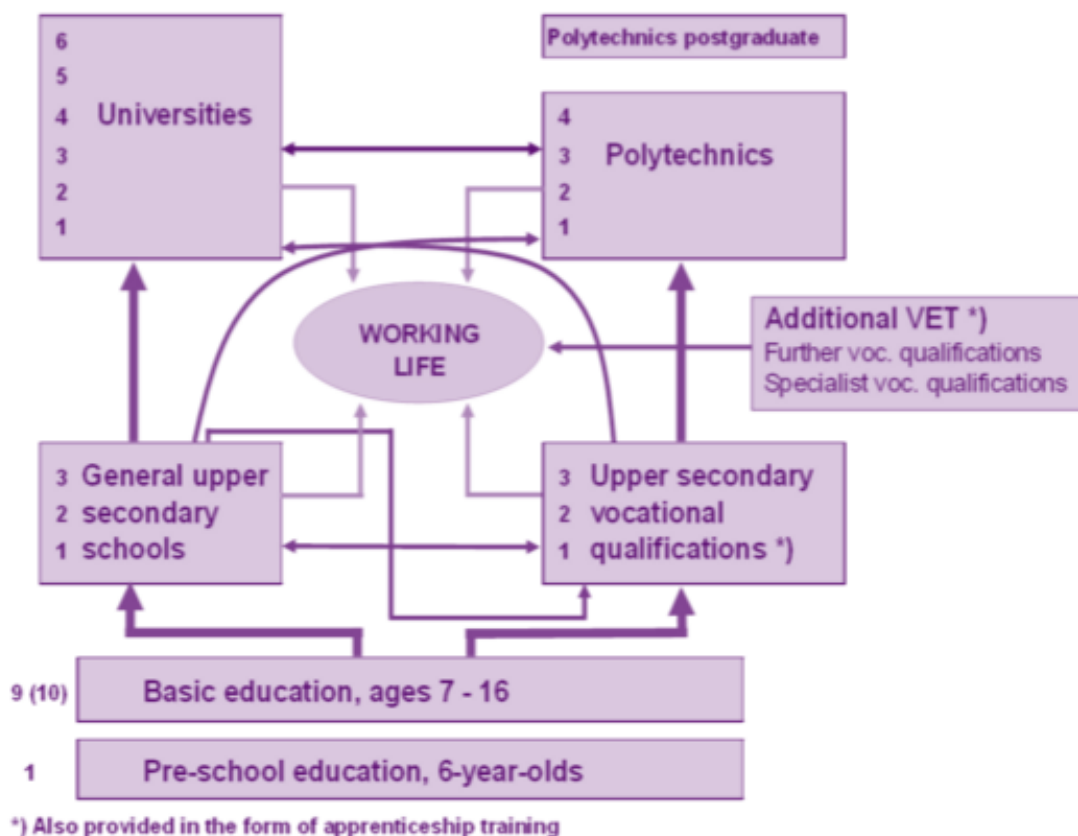 6
5
4 Universities
3
2
1
Polytechnics postgraduate
4
3 Polytechnics
2
1
WORKING
LIFE
Additional VET *)
Further voc. qualifications
Specialist voc. qualifications
3 General upper
2 secondary
1 schools
3 Upper secondary
2 vocational
1 qualifications *)
9 (10) Basic education, ages 7 - 16
1 Pre-school education, 6-year-olds
*) Also provided in the form of apprenticeship training